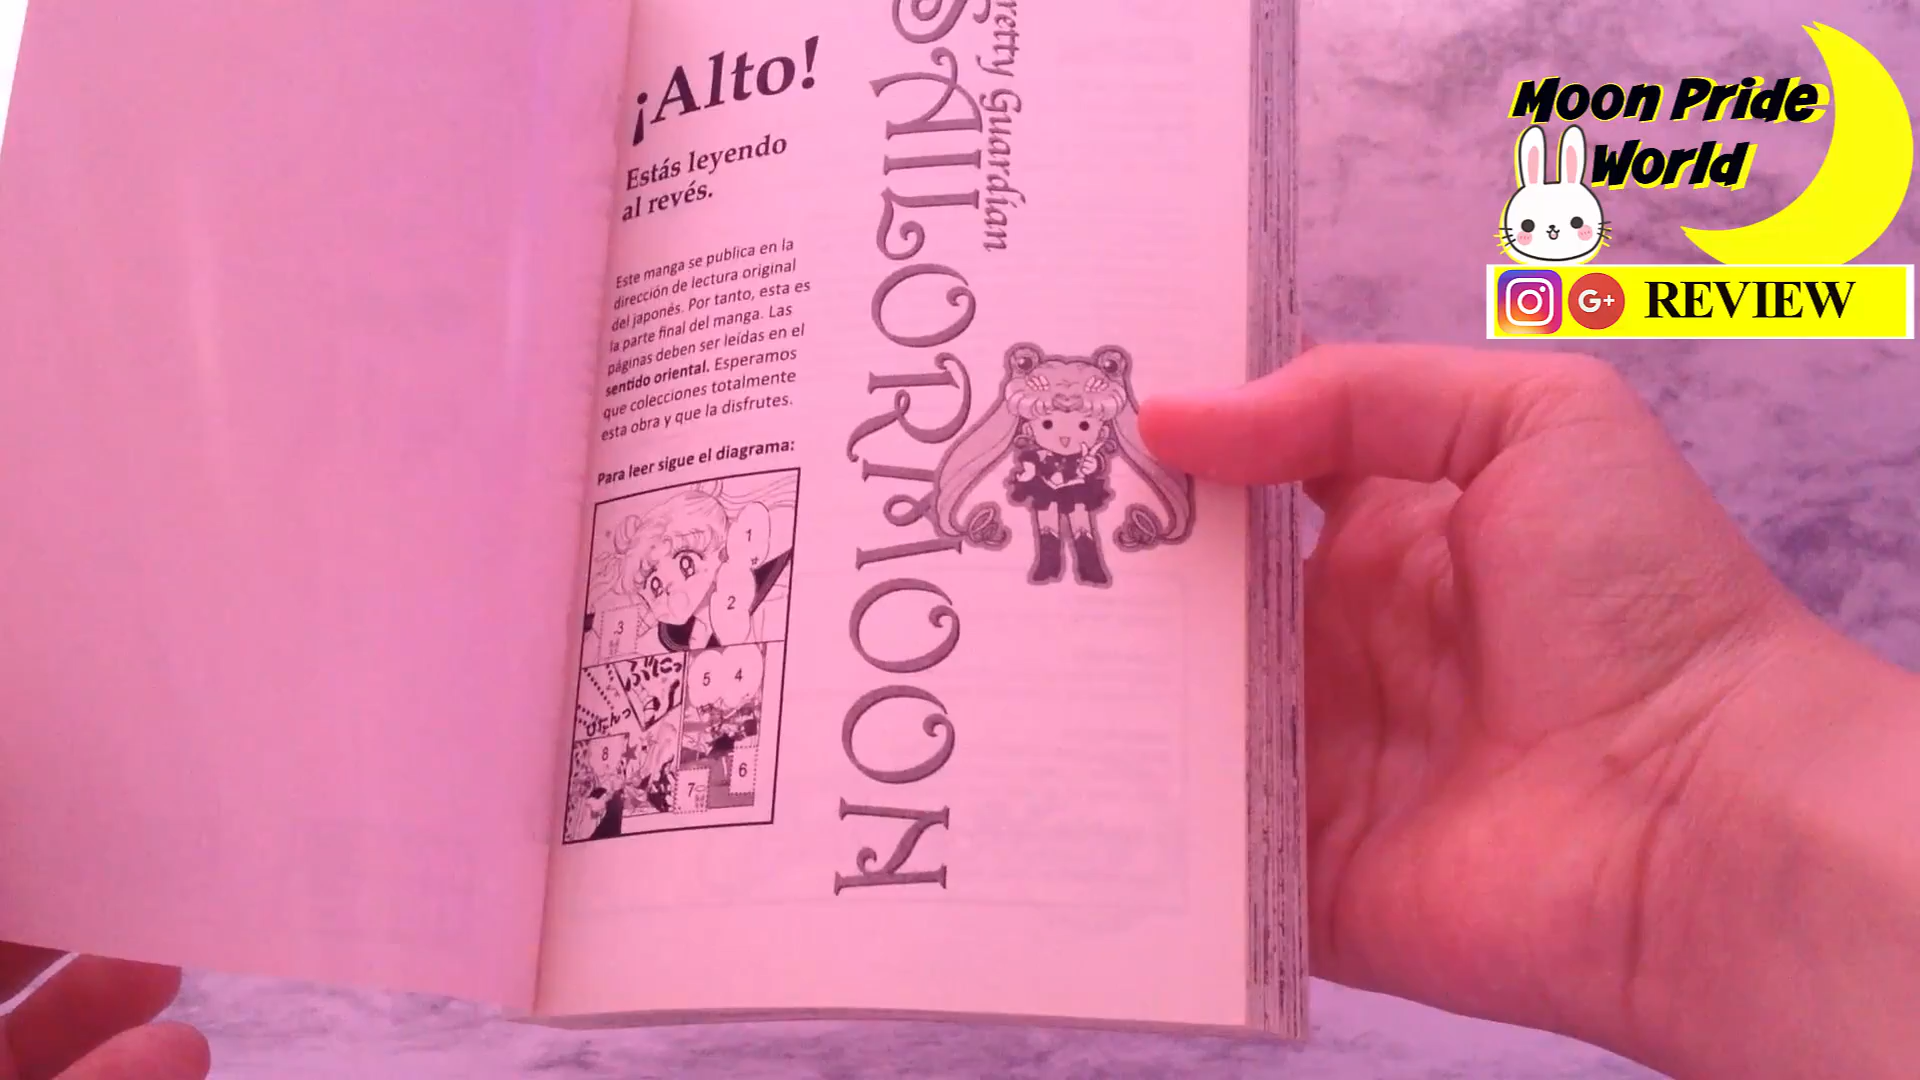 ¡Alto!
Estás leyendo
al revés.
Este manga se publica en la
dirección de lectura original
del japonés. Por tanto, esta es
la parte final del manga. Las
páginas deben ser leídas en el
sentido oriental. Esperamos
que colecciones totalmente
esta obra y que la disfrutes.
Para leer sigue el diagrama:
1
2
3
5 4
8
6
7
Pretty Guardian
SAILORMOON
Moon Pride
World
G+ REVIEW